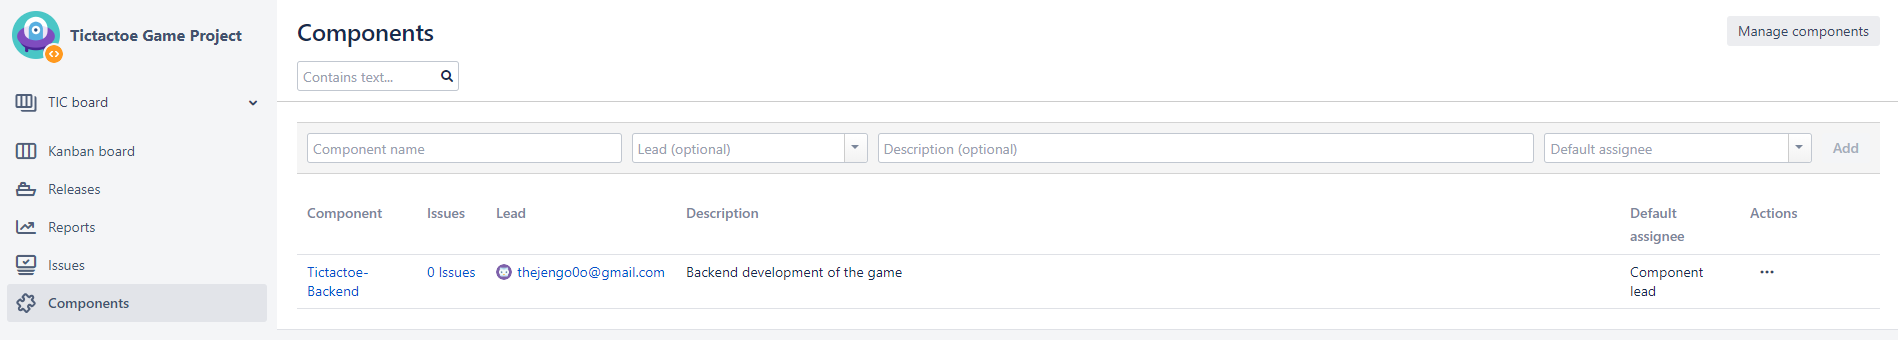 Tictactoe Game Project
TIC board
Kanban board
Releases
Reports
Issues
Components
Components
Manage components
Contains text...
Component name
Lead (optional)
Description (optional)
Default assignee
Add
Component
Issues
Lead
Description
Default
assignee
Actions
Tictactoe-
Backend
0 Issues
thejengo0o@gmail.com
Backend development of the game
Component
lead